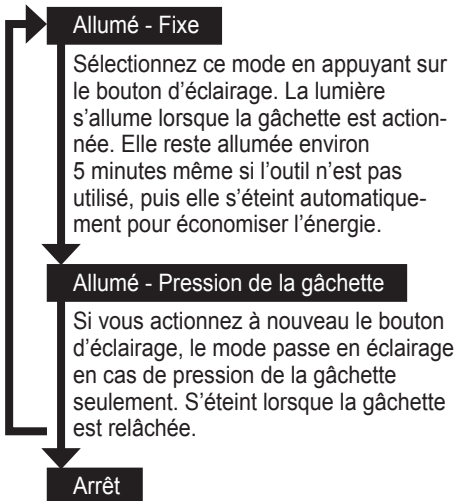 Allumé - Fixe
Sélectionnez ce mode en appuyant sur
le bouton d’éclairage. La lumière
s’allume lorsque la gâchette est action-
née. Elle reste allumée environ
5 minutes même si l’outil n’est pas
utilisé, puis elle s’éteint automatique-
ment pour économiser l’énergie.
Allumé - Pression de la gâchette
Si vous actionnez à nouveau le bouton
d’éclairage, le mode passe en éclairage
en cas de pression de la gâchette
seulement. S’éteint lorsque la gâchette
est relâchée.
Arrêt